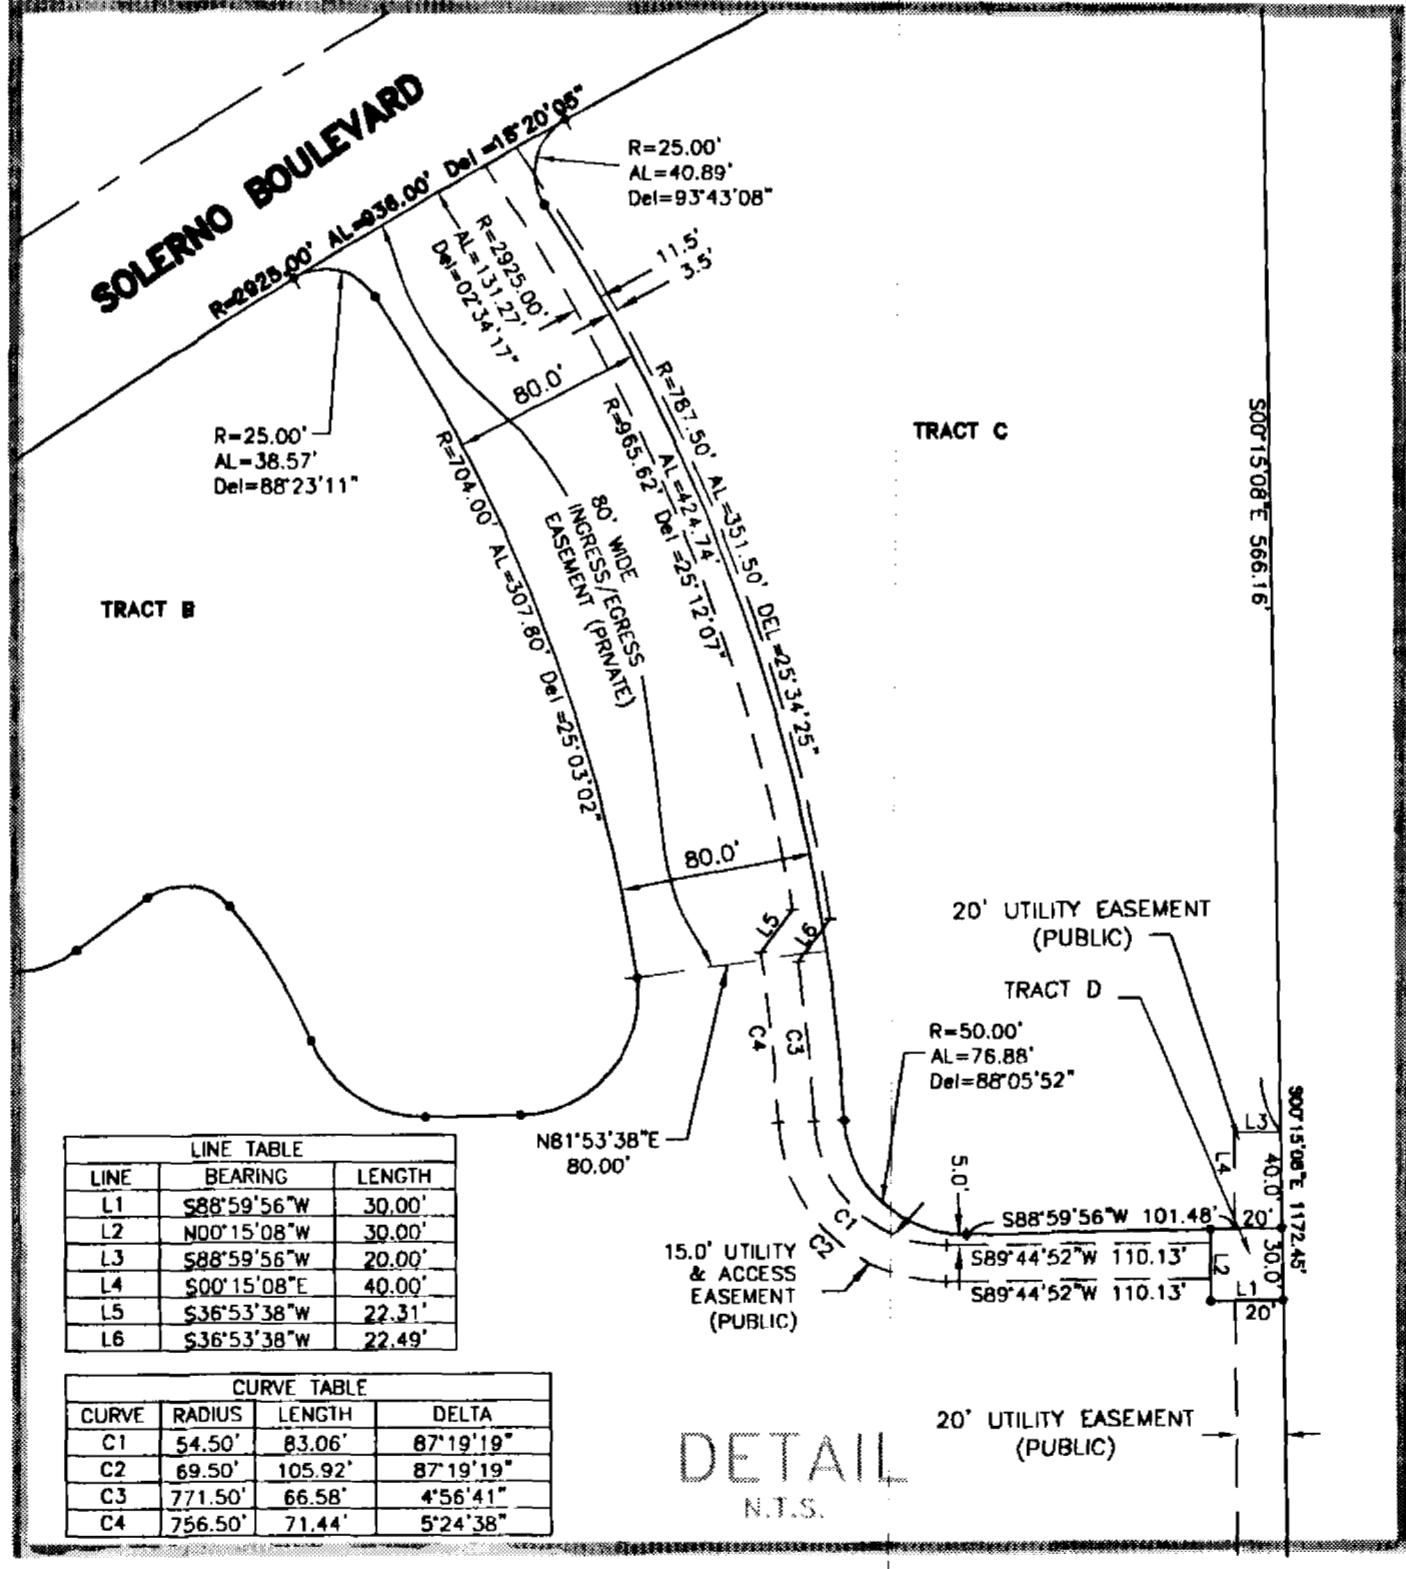 SOLERNO BOULEVARD
R=2925.00' AL=936.00' Del=18°20'05"
R=25.00'
AL=40.89'
Del=93°43'08"
R=2925.00'
AL=131.27'
Del=02°34'17"
11.5'
3.5'
80.0'
R=25.00'
AL=38.57'
Del=88°23'11"
R=787.50' AL=351.50' DEL=25°34'25"
R=965.62' Del=25°12'07"
AL=424.74'
R=704.00' AL=307.80' Del=25°03'02"
TRACT C
S00°15'08"E 566.16'
80' WIDE
INGRESS/EGRESS
EASEMENT (PRIVATE)
TRACT B
80.0'
L5
L6
20' UTILITY EASEMENT
(PUBLIC)
TRACT D
C4
C3
R=50.00'
AL=76.88'
Del=88°05'52"
N81°53'38"E
80.00'
L3
L4
40.0'
S00°15'08"E 1172.45'
5.0'
C1
C2
S88°59'56"W 101.48'
20'
S89°44'52"W 110.13'
L2
30.0'
S89°44'52"W 110.13'
L1
20'
15.0' UTILITY
& ACCESS
EASEMENT
(PUBLIC)
LINE TABLE
LINE BEARING LENGTH
L1 S88°59'56"W 30.00'
L2 N00°15'08"W 30.00'
L3 S88°59'56"W 20.00'
L4 S00°15'08"E 40.00'
L5 S36°53'38"W 22.31'
L6 S36°53'38"W 22.49'
CURVE TABLE
CURVE RADIUS LENGTH DELTA
C1 54.50' 83.06' 87°19'19"
C2 69.50' 105.92' 87°19'19"
C3 771.50' 66.58' 4°56'41"
C4 756.50' 71.44' 5°24'38"
20' UTILITY EASEMENT
(PUBLIC)
DETAIL
N.T.S.